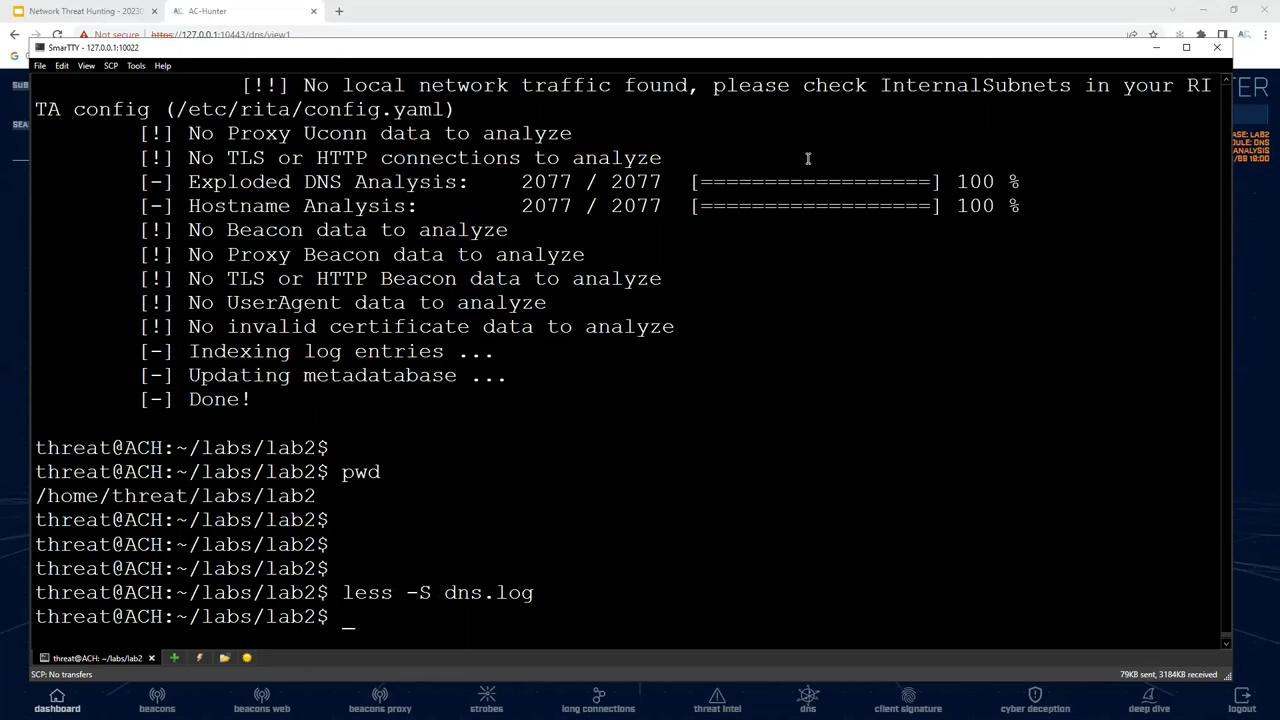 Network Threat Hunting - 20230
AC-Hunter
Not secure
https://127.0.0.1:10443/dns/view1
SmarTTY - 127.0.0.1:10022
File Edit View SCP Tools Help
[!!] No local network traffic found, please check InternalSubnets in your RI
TA config (/etc/rita/config.yaml)
[!] No Proxy Uconn data to analyze
[!] No TLS or HTTP connections to analyze
[-] Exploded DNS Analysis: 2077 / 2077 [==================] 100 %
[-] Hostname Analysis: 2077 / 2077 [==================] 100 %
[!] No Beacon data to analyze
[!] No Proxy Beacon data to analyze
[!] No TLS or HTTP Beacon data to analyze
[!] No UserAgent data to analyze
[!] No invalid certificate data to analyze
[-] Indexing log entries ...
[-] Updating metadatabase ...
[-] Done!
threat@ACH:~/labs/lab2$
threat@ACH:~/labs/lab2$ pwd
/home/threat/labs/lab2
threat@ACH:~/labs/lab2$
threat@ACH:~/labs/lab2$
threat@ACH:~/labs/lab2$
threat@ACH:~/labs/lab2$ less -S dns.log
threat@ACH:~/labs/lab2$ _
threat@ACH: ~/labs/lab2
SCP: No transfers
79KB sent, 3184KB received
dashboard
beacons
beacons web
beacons proxy
strobes
long connections
threat intel
dns
client signature
cyber deception
deep dive
logout